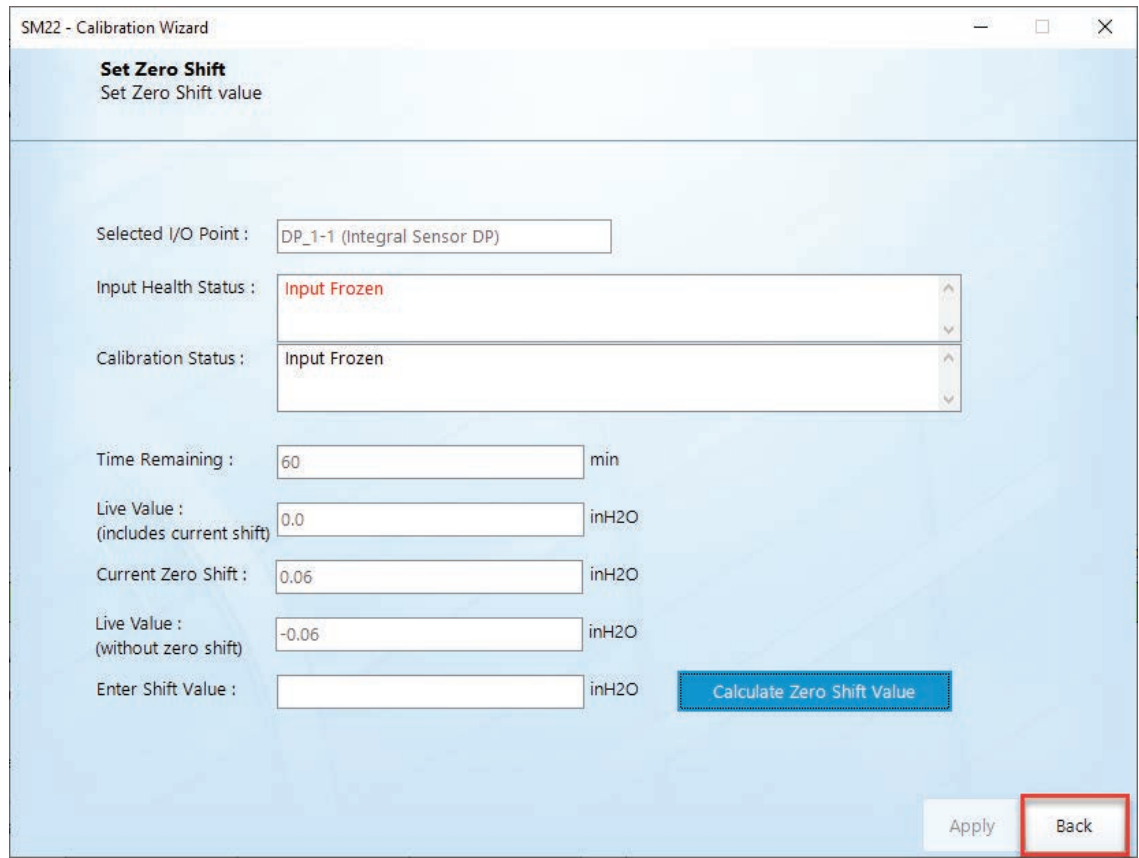 SM22 - Calibration Wizard
Set Zero Shift
Set Zero Shift value
Selected I/O Point :
DP_1-1 (Integral Sensor DP)
Input Health Status :
Input Frozen
Calibration Status :
Input Frozen
Time Remaining :
60
min
Live Value :
(includes current shift)
0.0
inH2O
Current Zero Shift :
0.06
inH2O
Live Value :
(without zero shift)
-0.06
inH2O
Enter Shift Value :
inH2O
Calculate Zero Shift Value
Apply
Back